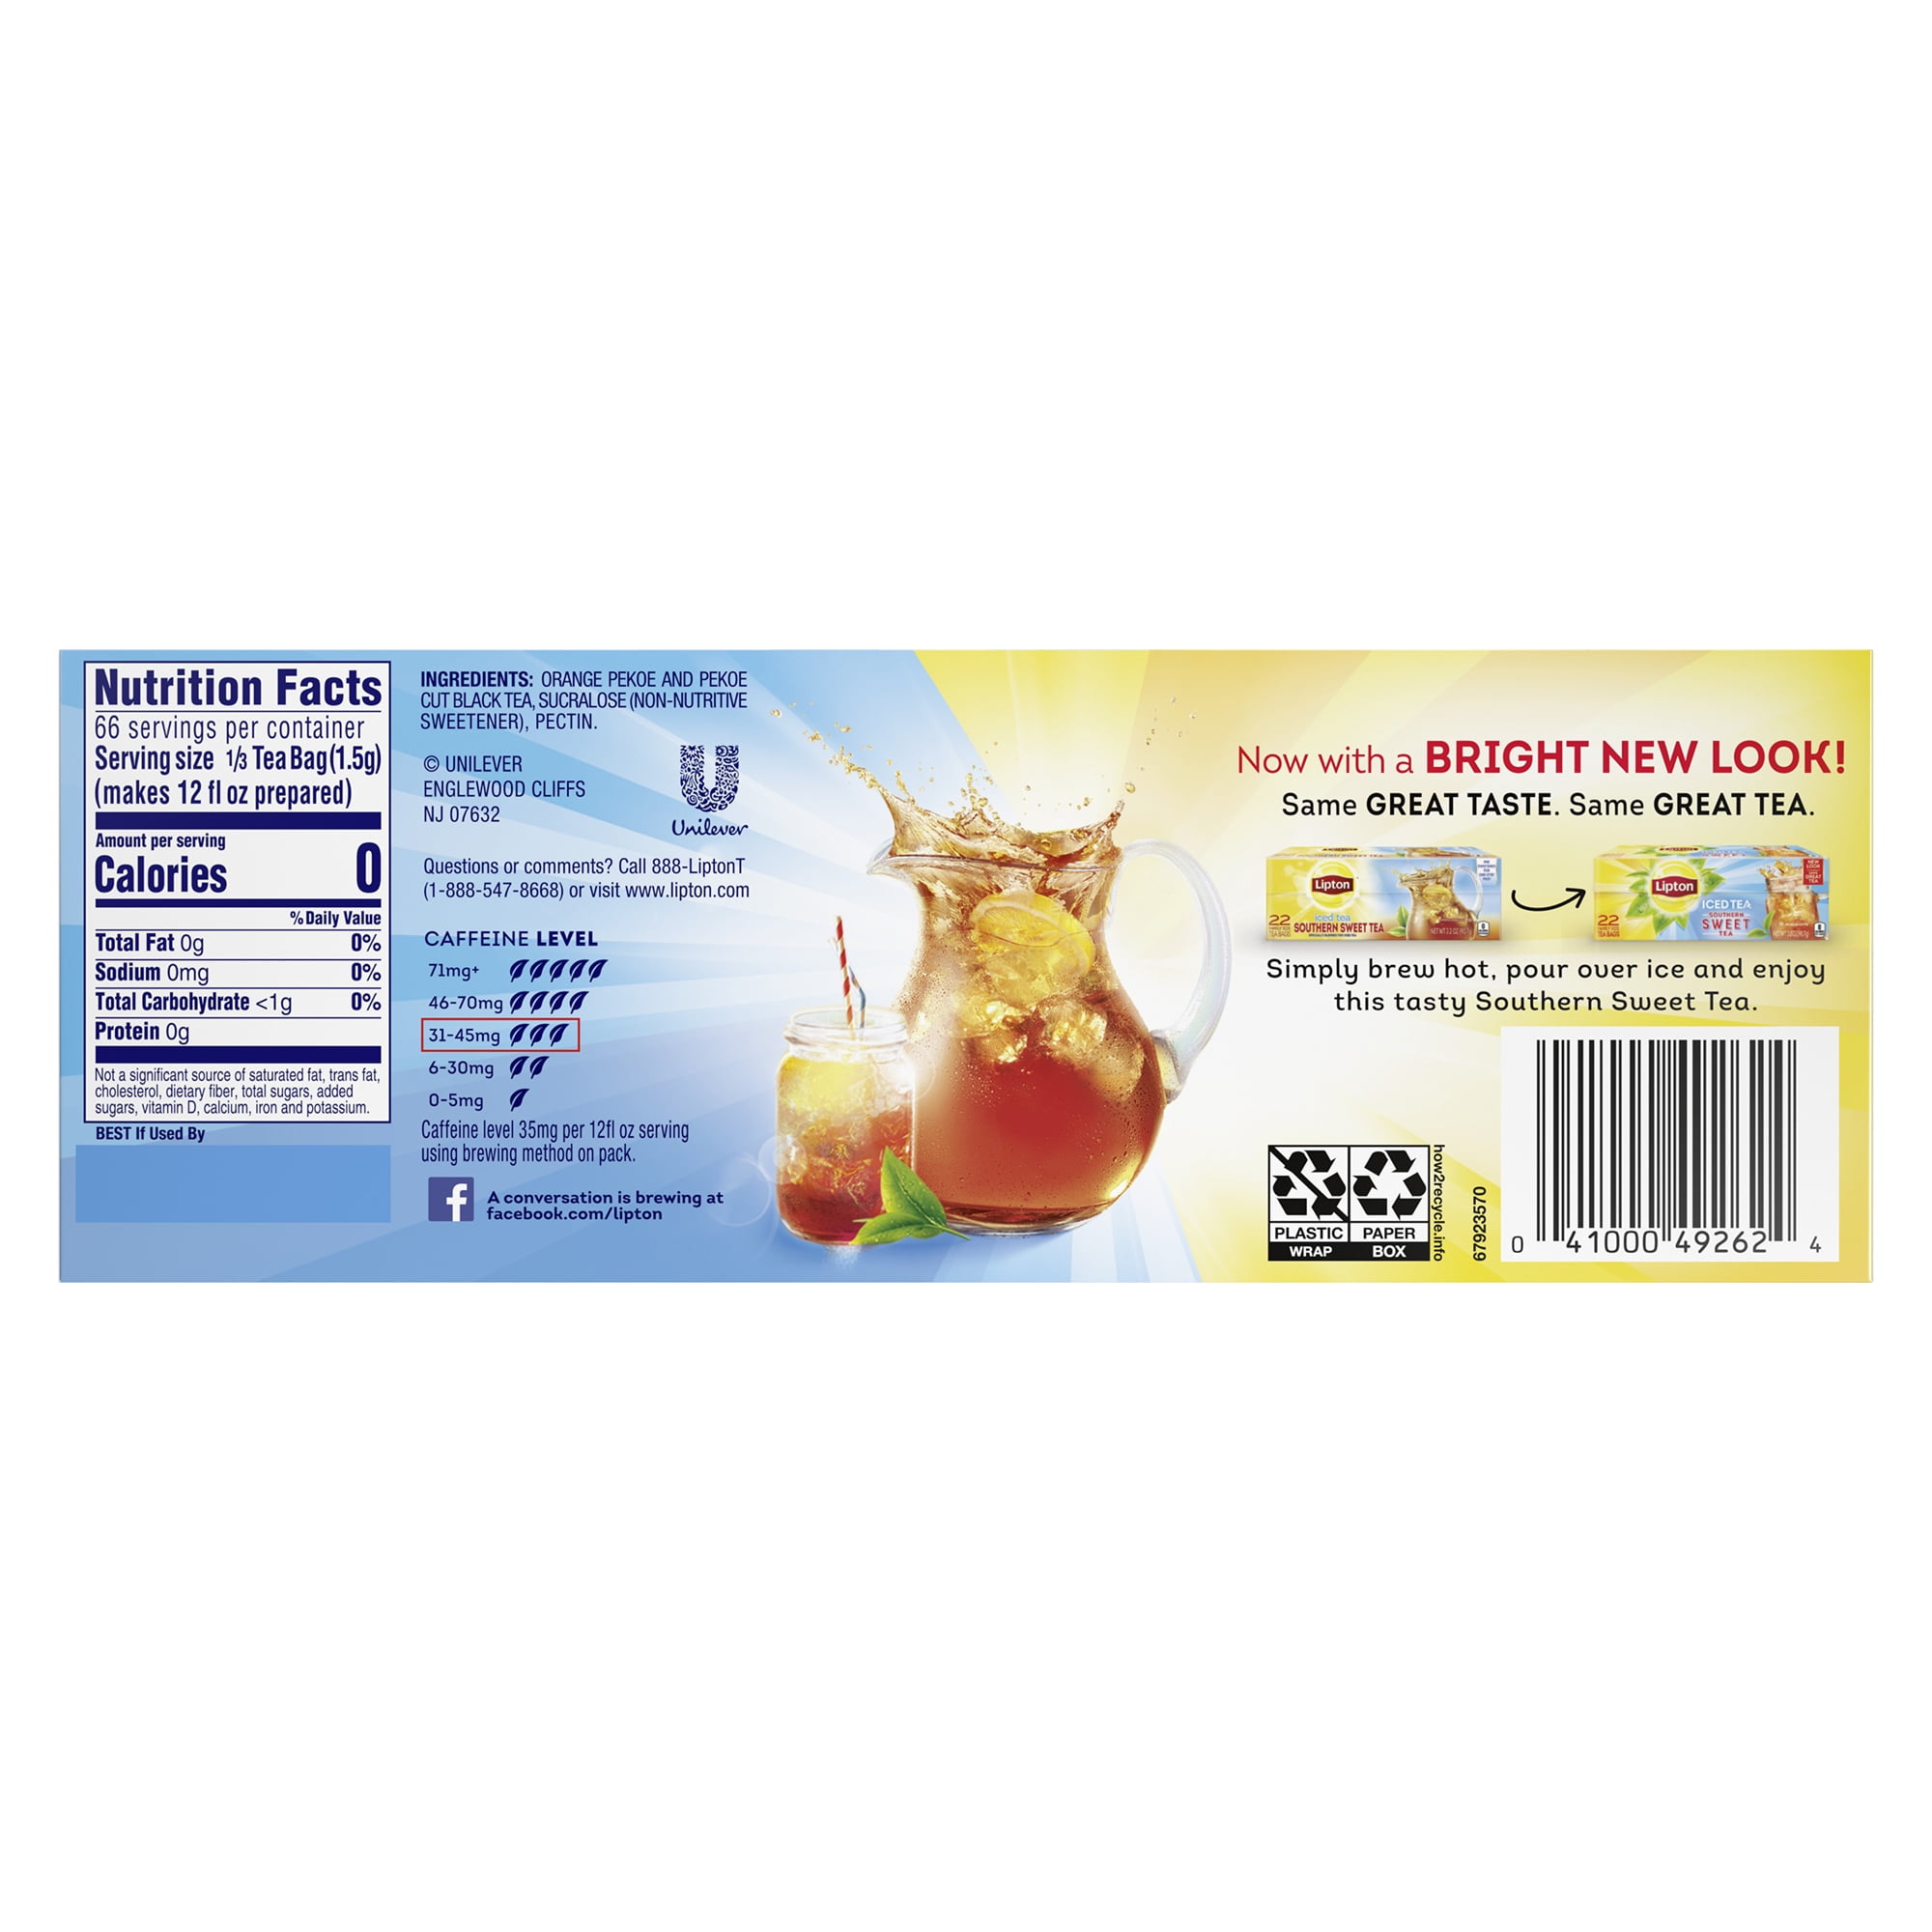 Nutrition Facts
66 servings per container
Serving size 1/3 Tea Bag (1.5g)
(makes 12 fl oz prepared)
Amount per serving
Calories 0
% Daily Value
Total Fat 0g 0%
Sodium 0mg 0%
Total Carbohydrate <1g 0%
Protein 0g
Not a significant source of saturated fat, trans fat,
cholesterol, dietary fiber, total sugars, added
sugars, vitamin D, calcium, iron and potassium.
BEST If Used By
INGREDIENTS: ORANGE PEKOE AND PEKOE
CUT BLACK TEA, SUCRALOSE (NON-NUTRITIVE
SWEETENER), PECTIN.
© UNILEVER
ENGLEWOOD CLIFFS
NJ 07632
Unilever
Questions or comments? Call 888-LiptonT
(1-888-547-8668) or visit www.lipton.com
CAFFEINE LEVEL
71mg+
46-70mg
31-45mg
6-30mg
0-5mg
Caffeine level 35mg per 12fl oz serving
using brewing method on pack.
f
A conversation is brewing at
facebook.com/lipton
Now with a BRIGHT NEW LOOK!
Same GREAT TASTE. Same GREAT TEA.
Lipton
iced tea
22 SOUTHERN SWEET TEA
Lipton
ICED TEA
SOUTHERN
22 SWEET
TEA
NEW
LOOK
GREAT
TEA
Simply brew hot, pour over ice and enjoy
this tasty Southern Sweet Tea.
PLASTIC PAPER
WRAP BOX
how2recycle.info
67923570
0 41000 49262 4